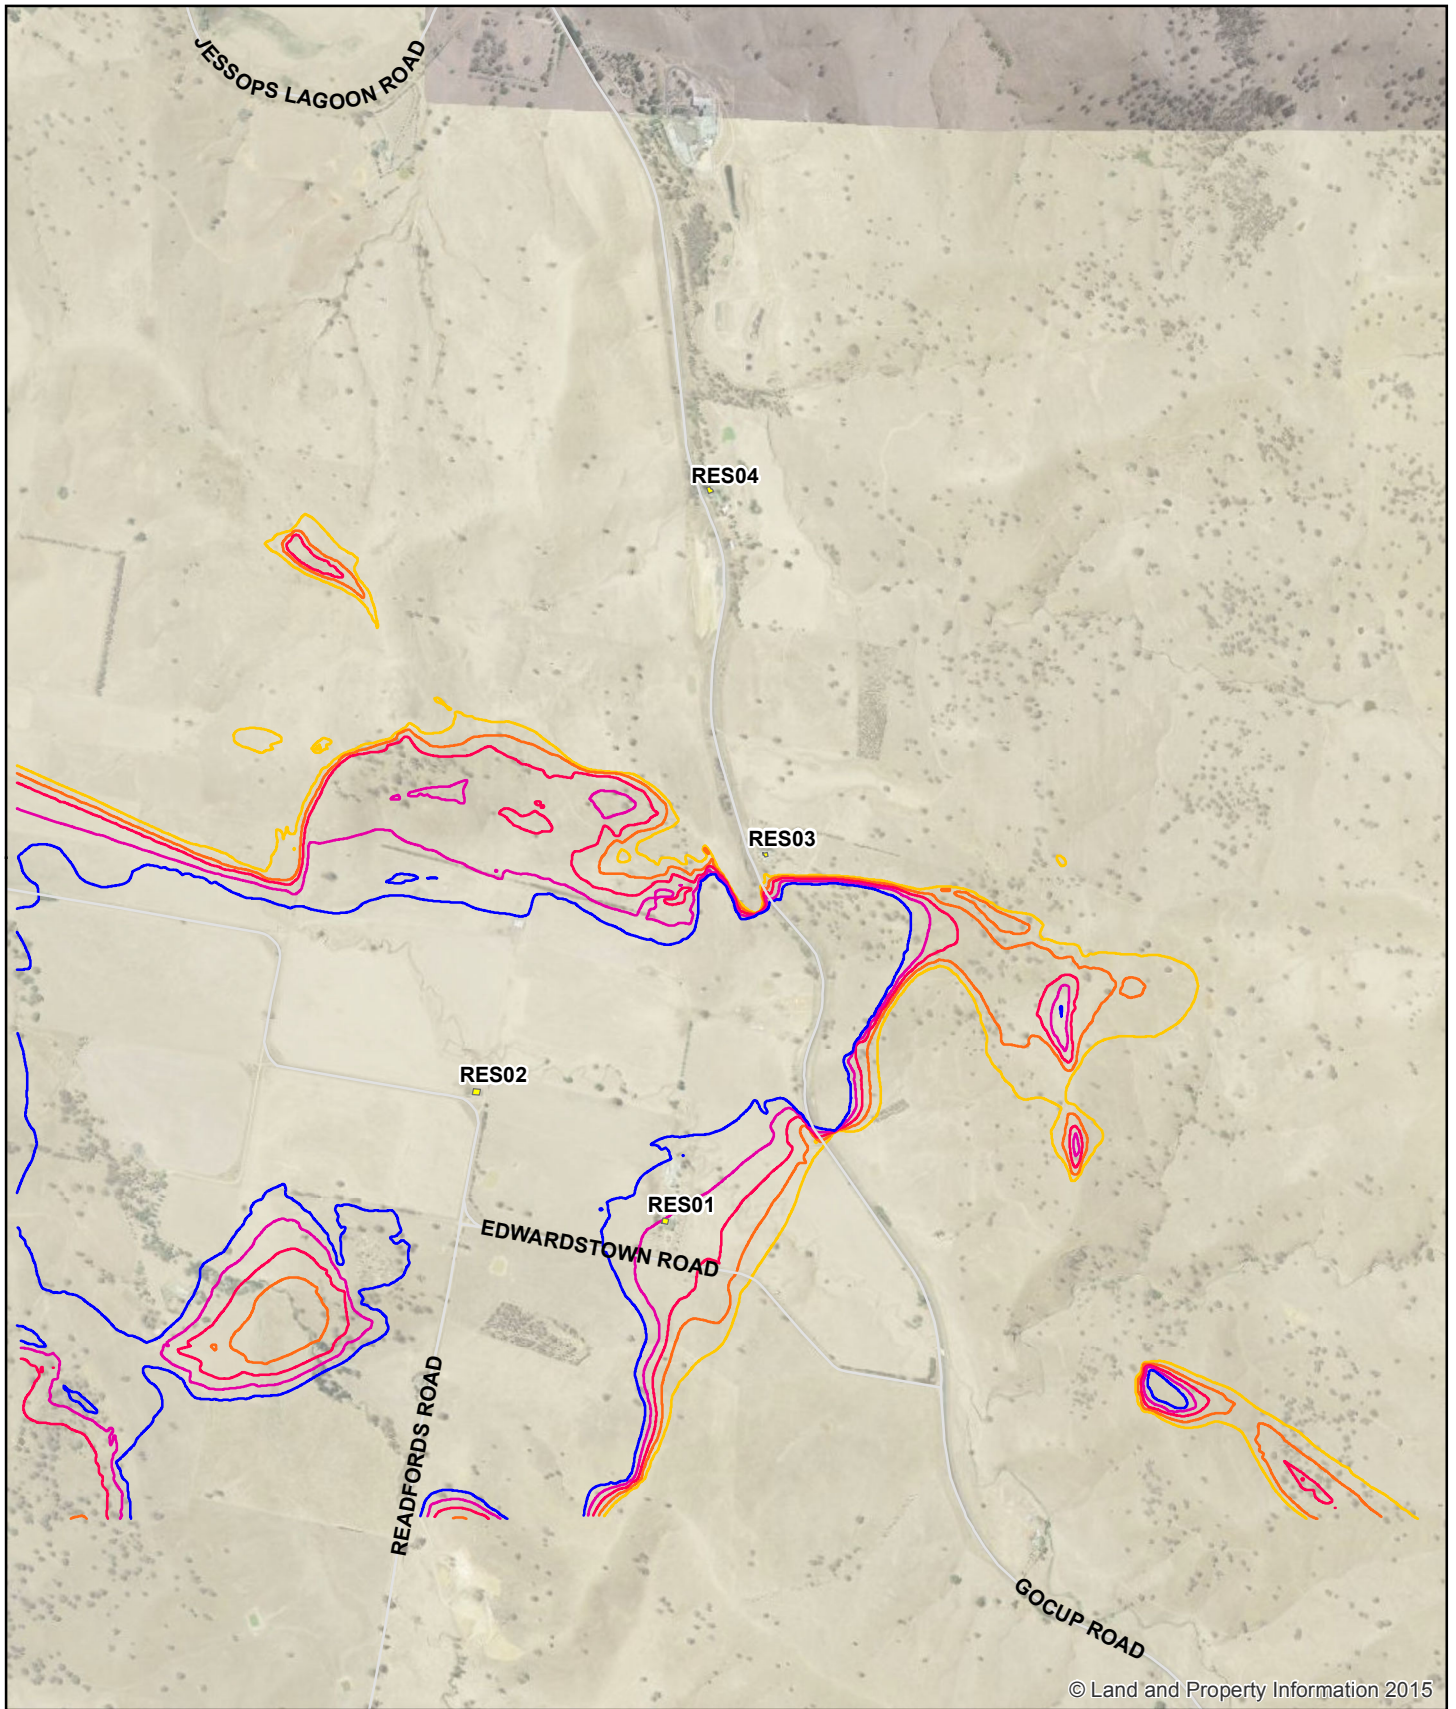 JESSOPS LAGOON ROAD
RES04
RES03
RES02
RES01
EDWARDSTOWN ROAD
READFORDS ROAD
GOCUP ROAD
© Land and Property Information 2015